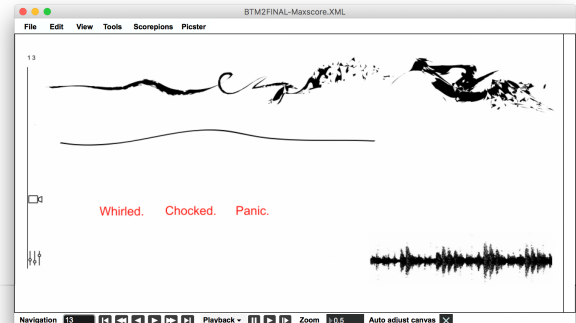 BTM2FINAL-Maxscore.XML
File Edit View Tools Scorepions Picster
13
Whirled. Chocked. Panic.
Navigation 13 Playback Zoom 0.5 Auto adjust canvas